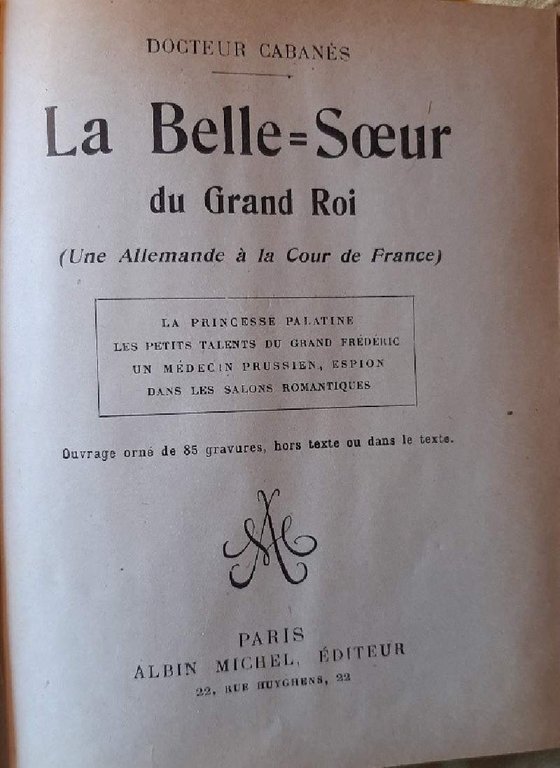 DOCTEUR CABANÈS
La Belle=Sœur
du Grand Roi
(Une Allemande à la Cour de France)
LA PRINCESSE PALATINE
LES PETITS TALENTS DU GRAND FRÉDÉRIC
UN MÉDECIN PRUSSIEN, ESPION
DANS LES SALONS ROMANTIQUES
Ouvrage orné de 85 gravures, hors texte ou dans le texte.
AM
PARIS
ALBIN MICHEL, ÉDITEUR
22, RUE HUYGHENS, 22